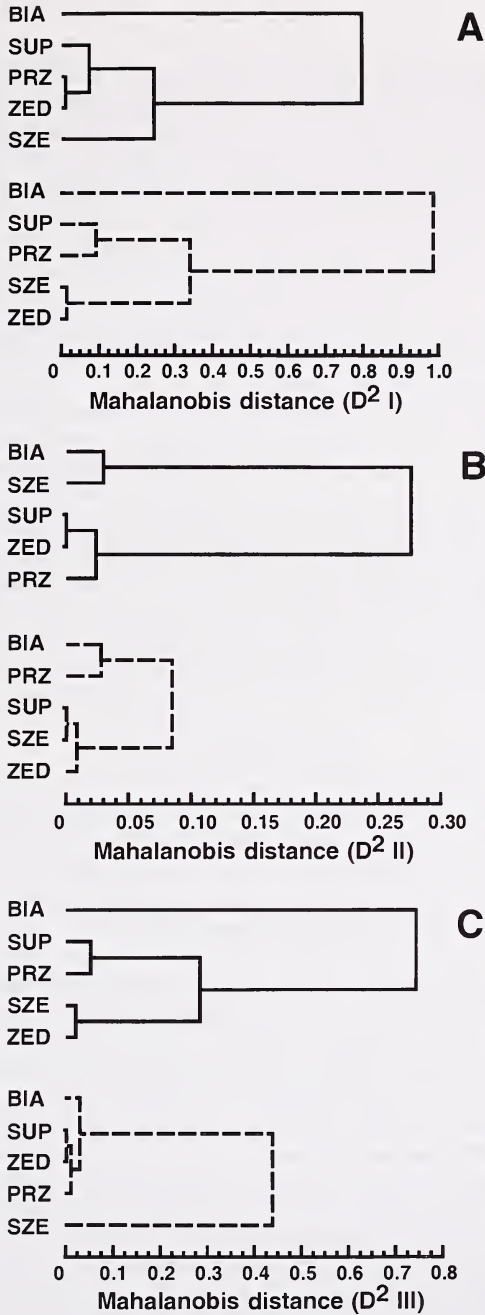 A
BIA
SUP
PRZ
ZED
SZE
BIA
SUP
PRZ
SZE
ZED
0 0.1 0.2 0.3 0.4 0.5 0.6 0.7 0.8 0.9 1.0
Mahalanobis distance (D² I)
B
BIA
SZE
SUP
ZED
PRZ
BIA
PRZ
SUP
SZE
ZED
0 0.05 0.10 0.15 0.20 0.25 0.30
Mahalanobis distance (D² II)
C
BIA
SUP
PRZ
SZE
ZED
BIA
SUP
ZED
PRZ
SZE
0 0.1 0.2 0.3 0.4 0.5 0.6 0.7 0.8
Mahalanobis distance (D² III)